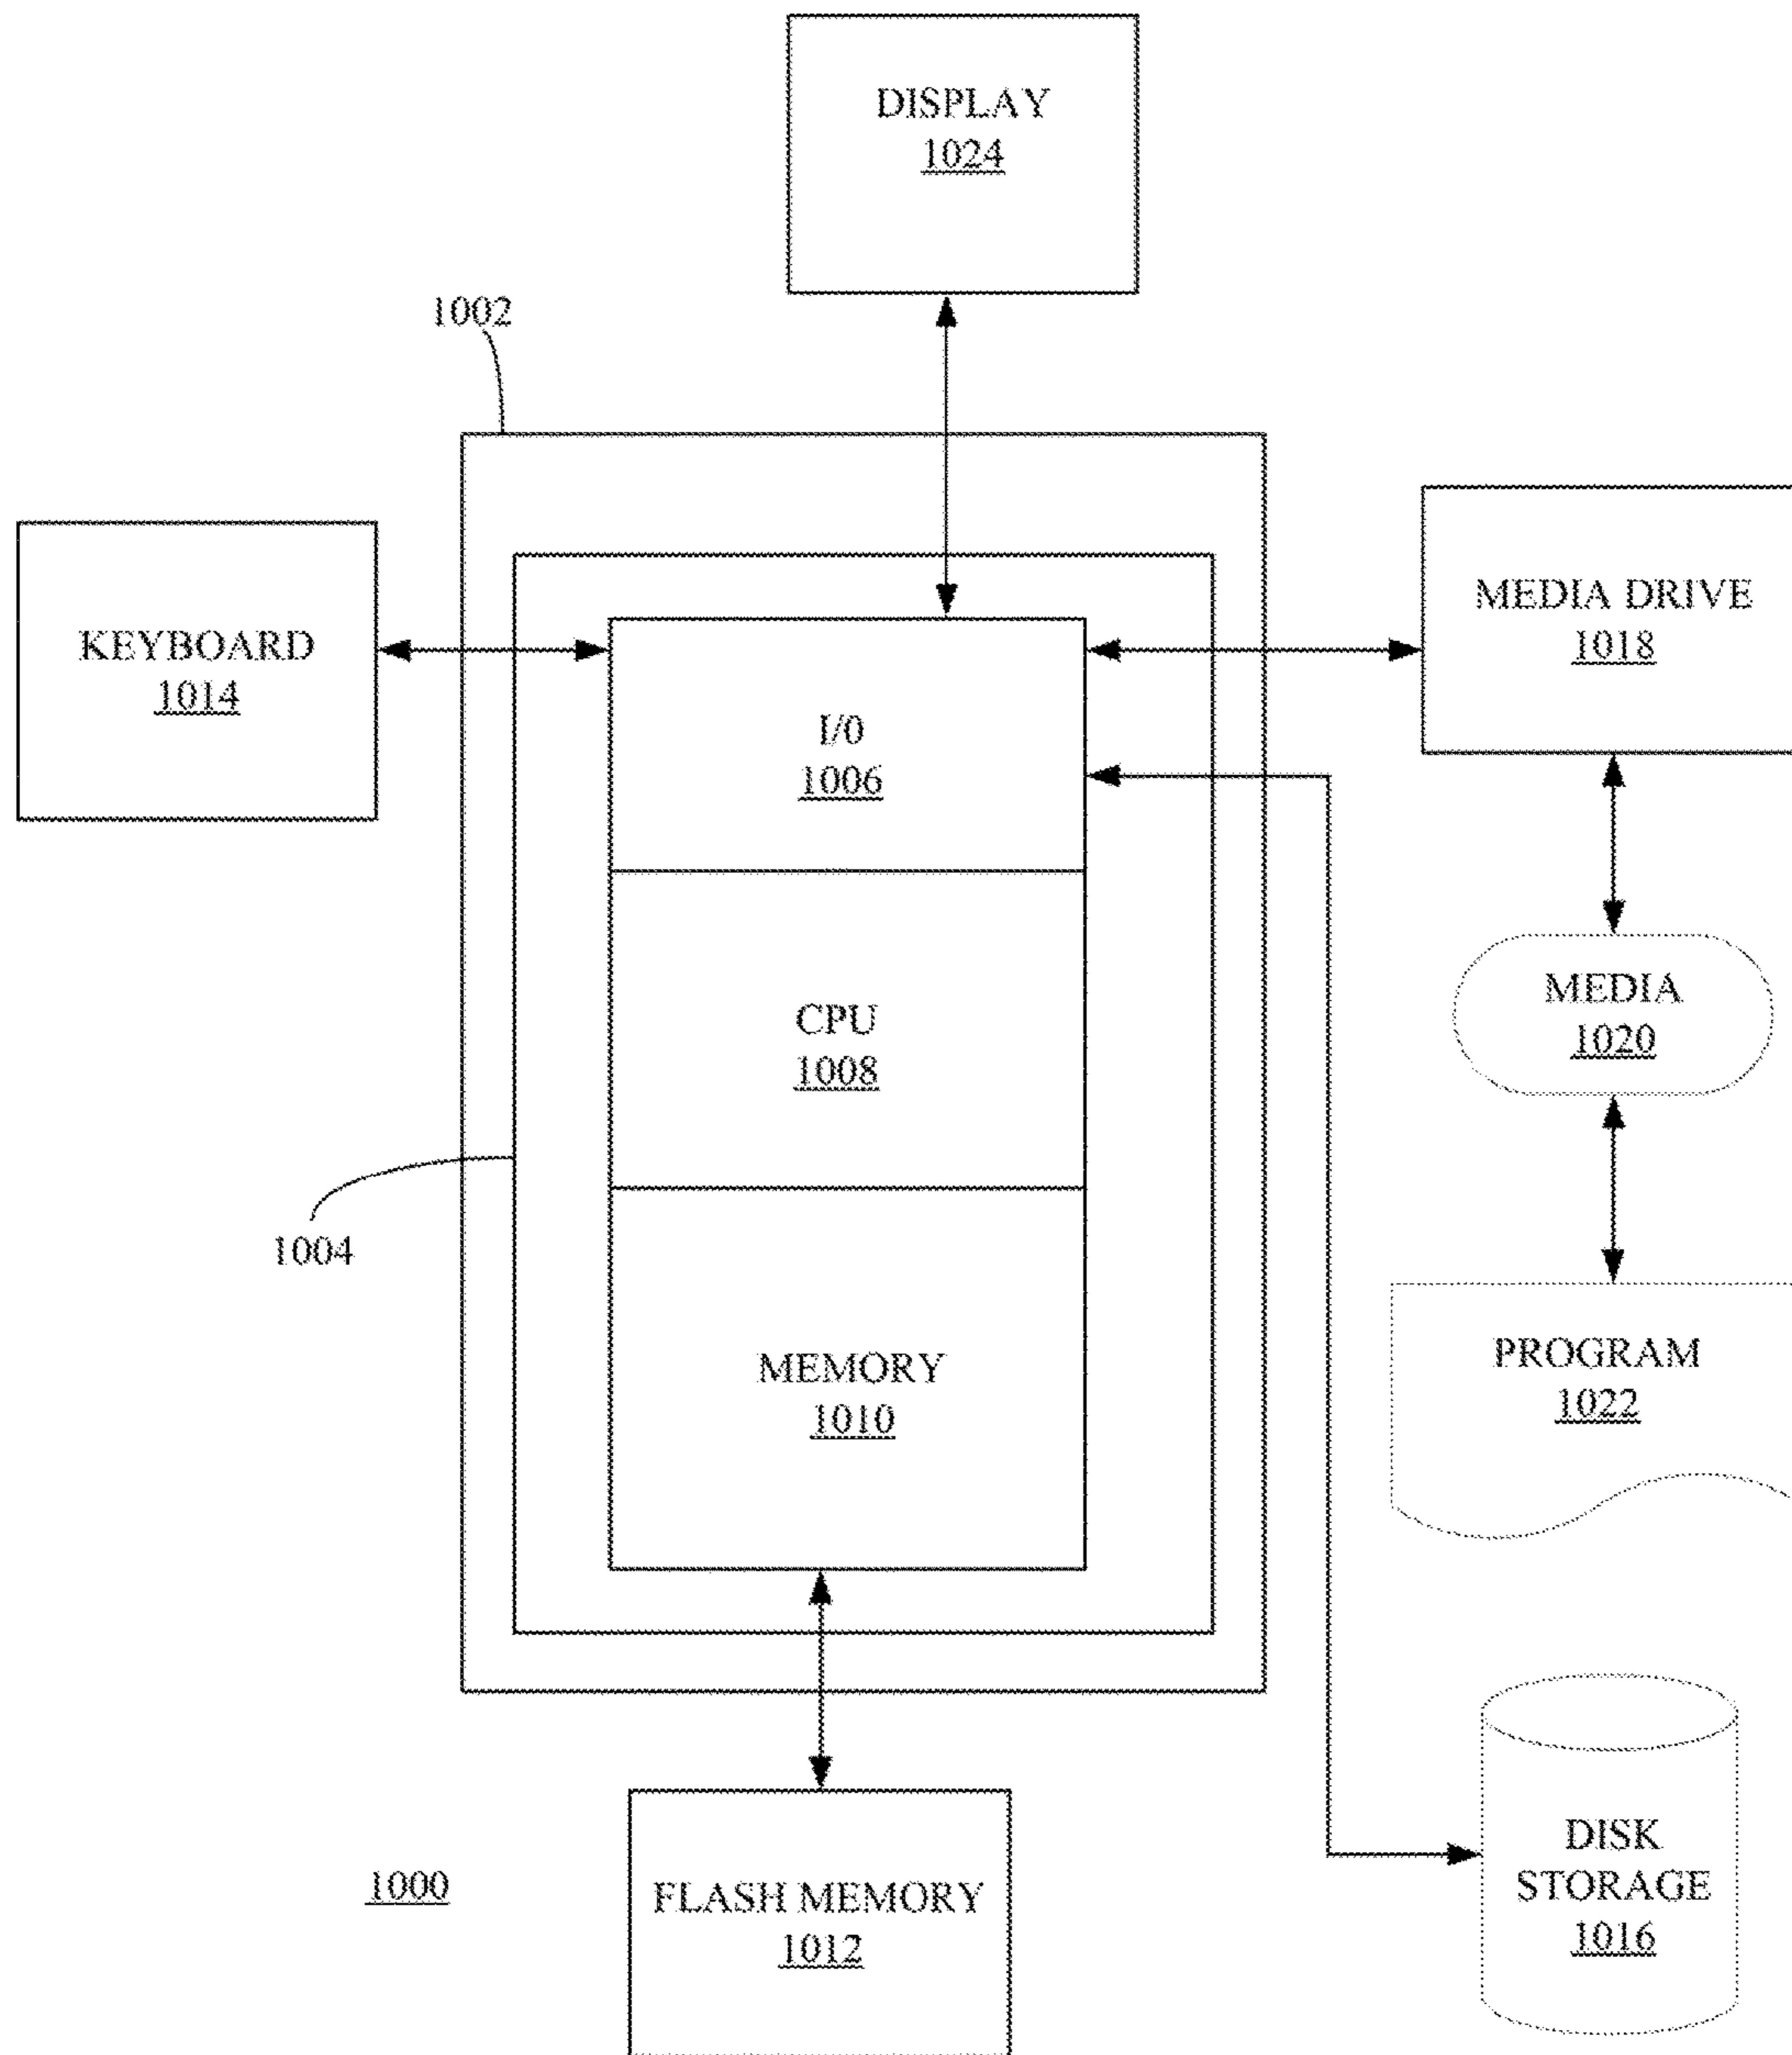 DISPLAY
1024
1002
KEYBOARD
1014
MEDIA DRIVE
1018
I/0
1006
CPU
1008
MEDIA
1020
1004
MEMORY
1010
PROGRAM
1022
1000
FLASH MEMORY
1012
DISK
STORAGE
1016